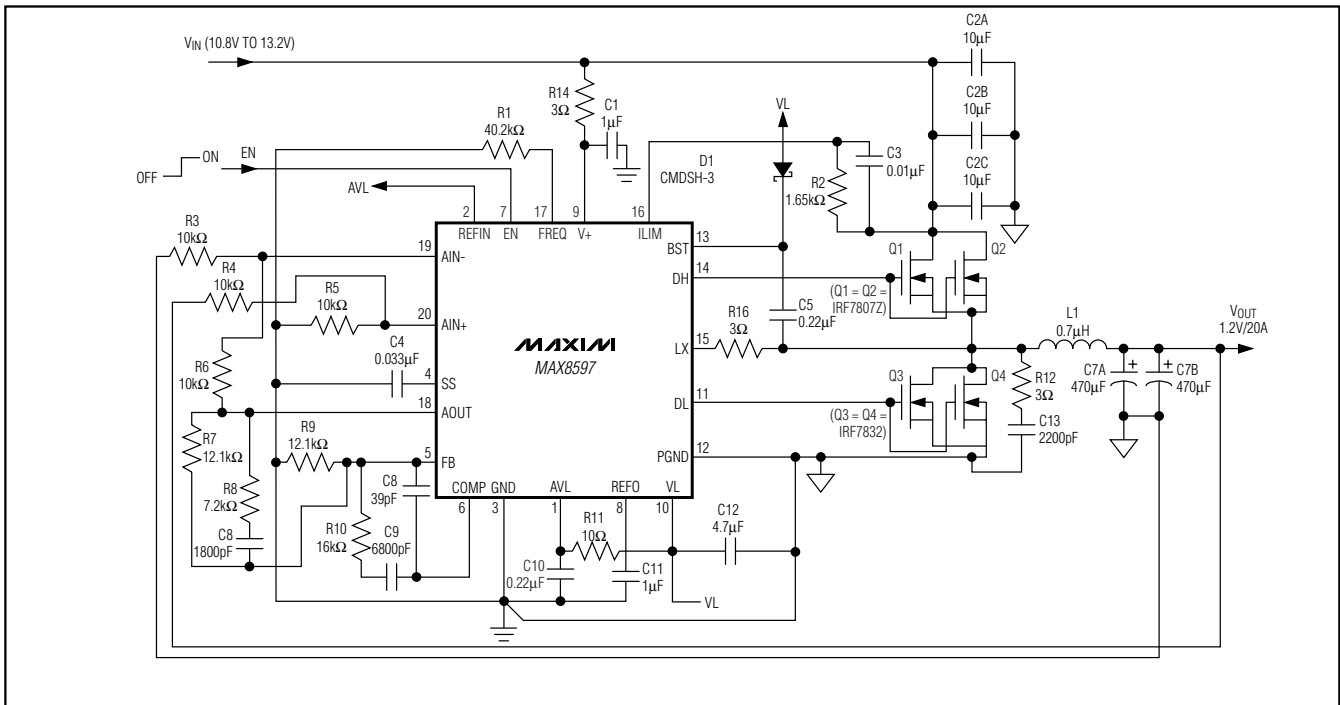 VIN (10.8V TO 13.2V)
C2A
10μF
C2B
10μF
C2C
10μF
R14
3Ω
C1
1μF
R1
40.2kΩ
VL
D1
CMDSH-3
C3
0.01μF
R2
1.65kΩ
OFF
ON
EN
AVL
2
7
17
9
16
REFIN
EN
FREQ
V+
ILIM
R3
10kΩ
R4
10kΩ
R5
10kΩ
19
AIN-
20
AIN+
C4
0.033μF
4
SS
R6
10kΩ
18
AOUT
R7
12.1kΩ
R9
12.1kΩ
5
FB
R8
7.2kΩ
C8
1800pF
R10
16kΩ
C9
6800pF
C8
39pF
MAXIM
MAX8597
13
BST
14
DH
15
LX
11
DL
12
PGND
Q1
Q2
(Q1 = Q2 =
IRF7807Z)
C5
0.22μF
R16
3Ω
Q3
Q4
(Q3 = Q4 =
IRF7832)
L1
0.7μH
VOUT
1.2V/20A
R12
3Ω
C13
2200pF
C7A
470μF
+
C7B
470μF
+
COMP
GND
AVL
REFO
VL
6
3
1
8
10
R11
10Ω
C10
0.22μF
C11
1μF
C12
4.7μF
VL